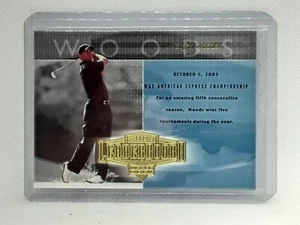 WOODS
OCTOBER 5, 2001
WGC AMERICAN EXPRESS CHAMPIONSHIP
For an amazing fifth consecutive
season, Woods wins five
tournaments during the year.